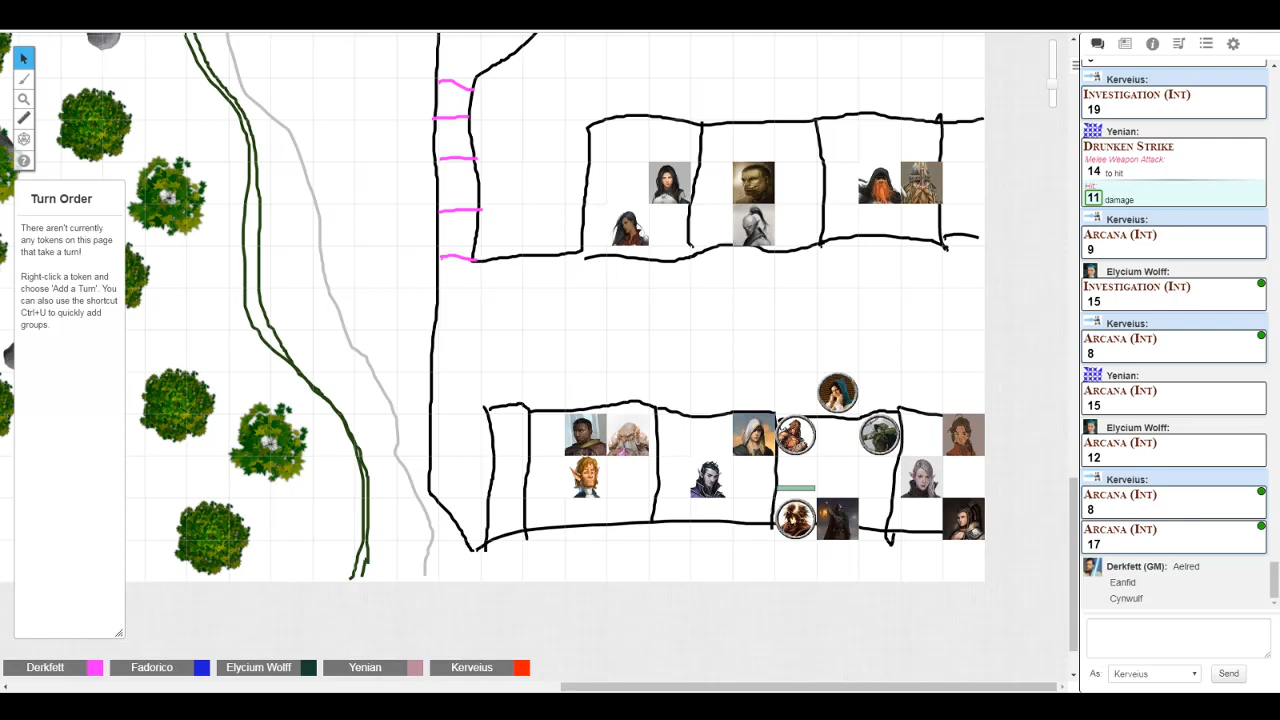 Turn Order
There aren't currently
any tokens on this page
that take a turn!
Right-click a token and
choose 'Add a Turn'. You
can also use the shortcut
Ctrl+U to quickly add
groups.
Derkfett
Fadorico
Elycium Wolff
Yenian
Kerveius
Kerveius:
Investigation (Int)
19
Yenian:
Drunken Strike
Melee Weapon Attack:
14 to hit
Hit:
11 damage
Kerveius:
Arcana (Int)
9
Elycium Wolff:
Investigation (Int)
15
Kerveius:
Arcana (Int)
8
Yenian:
Arcana (Int)
15
Elycium Wolff:
Arcana (Int)
12
Kerveius:
Arcana (Int)
8
Arcana (Int)
17
Derkfett (GM): Aelred
Eanfid
Cynwulf
As: Kerveius Send